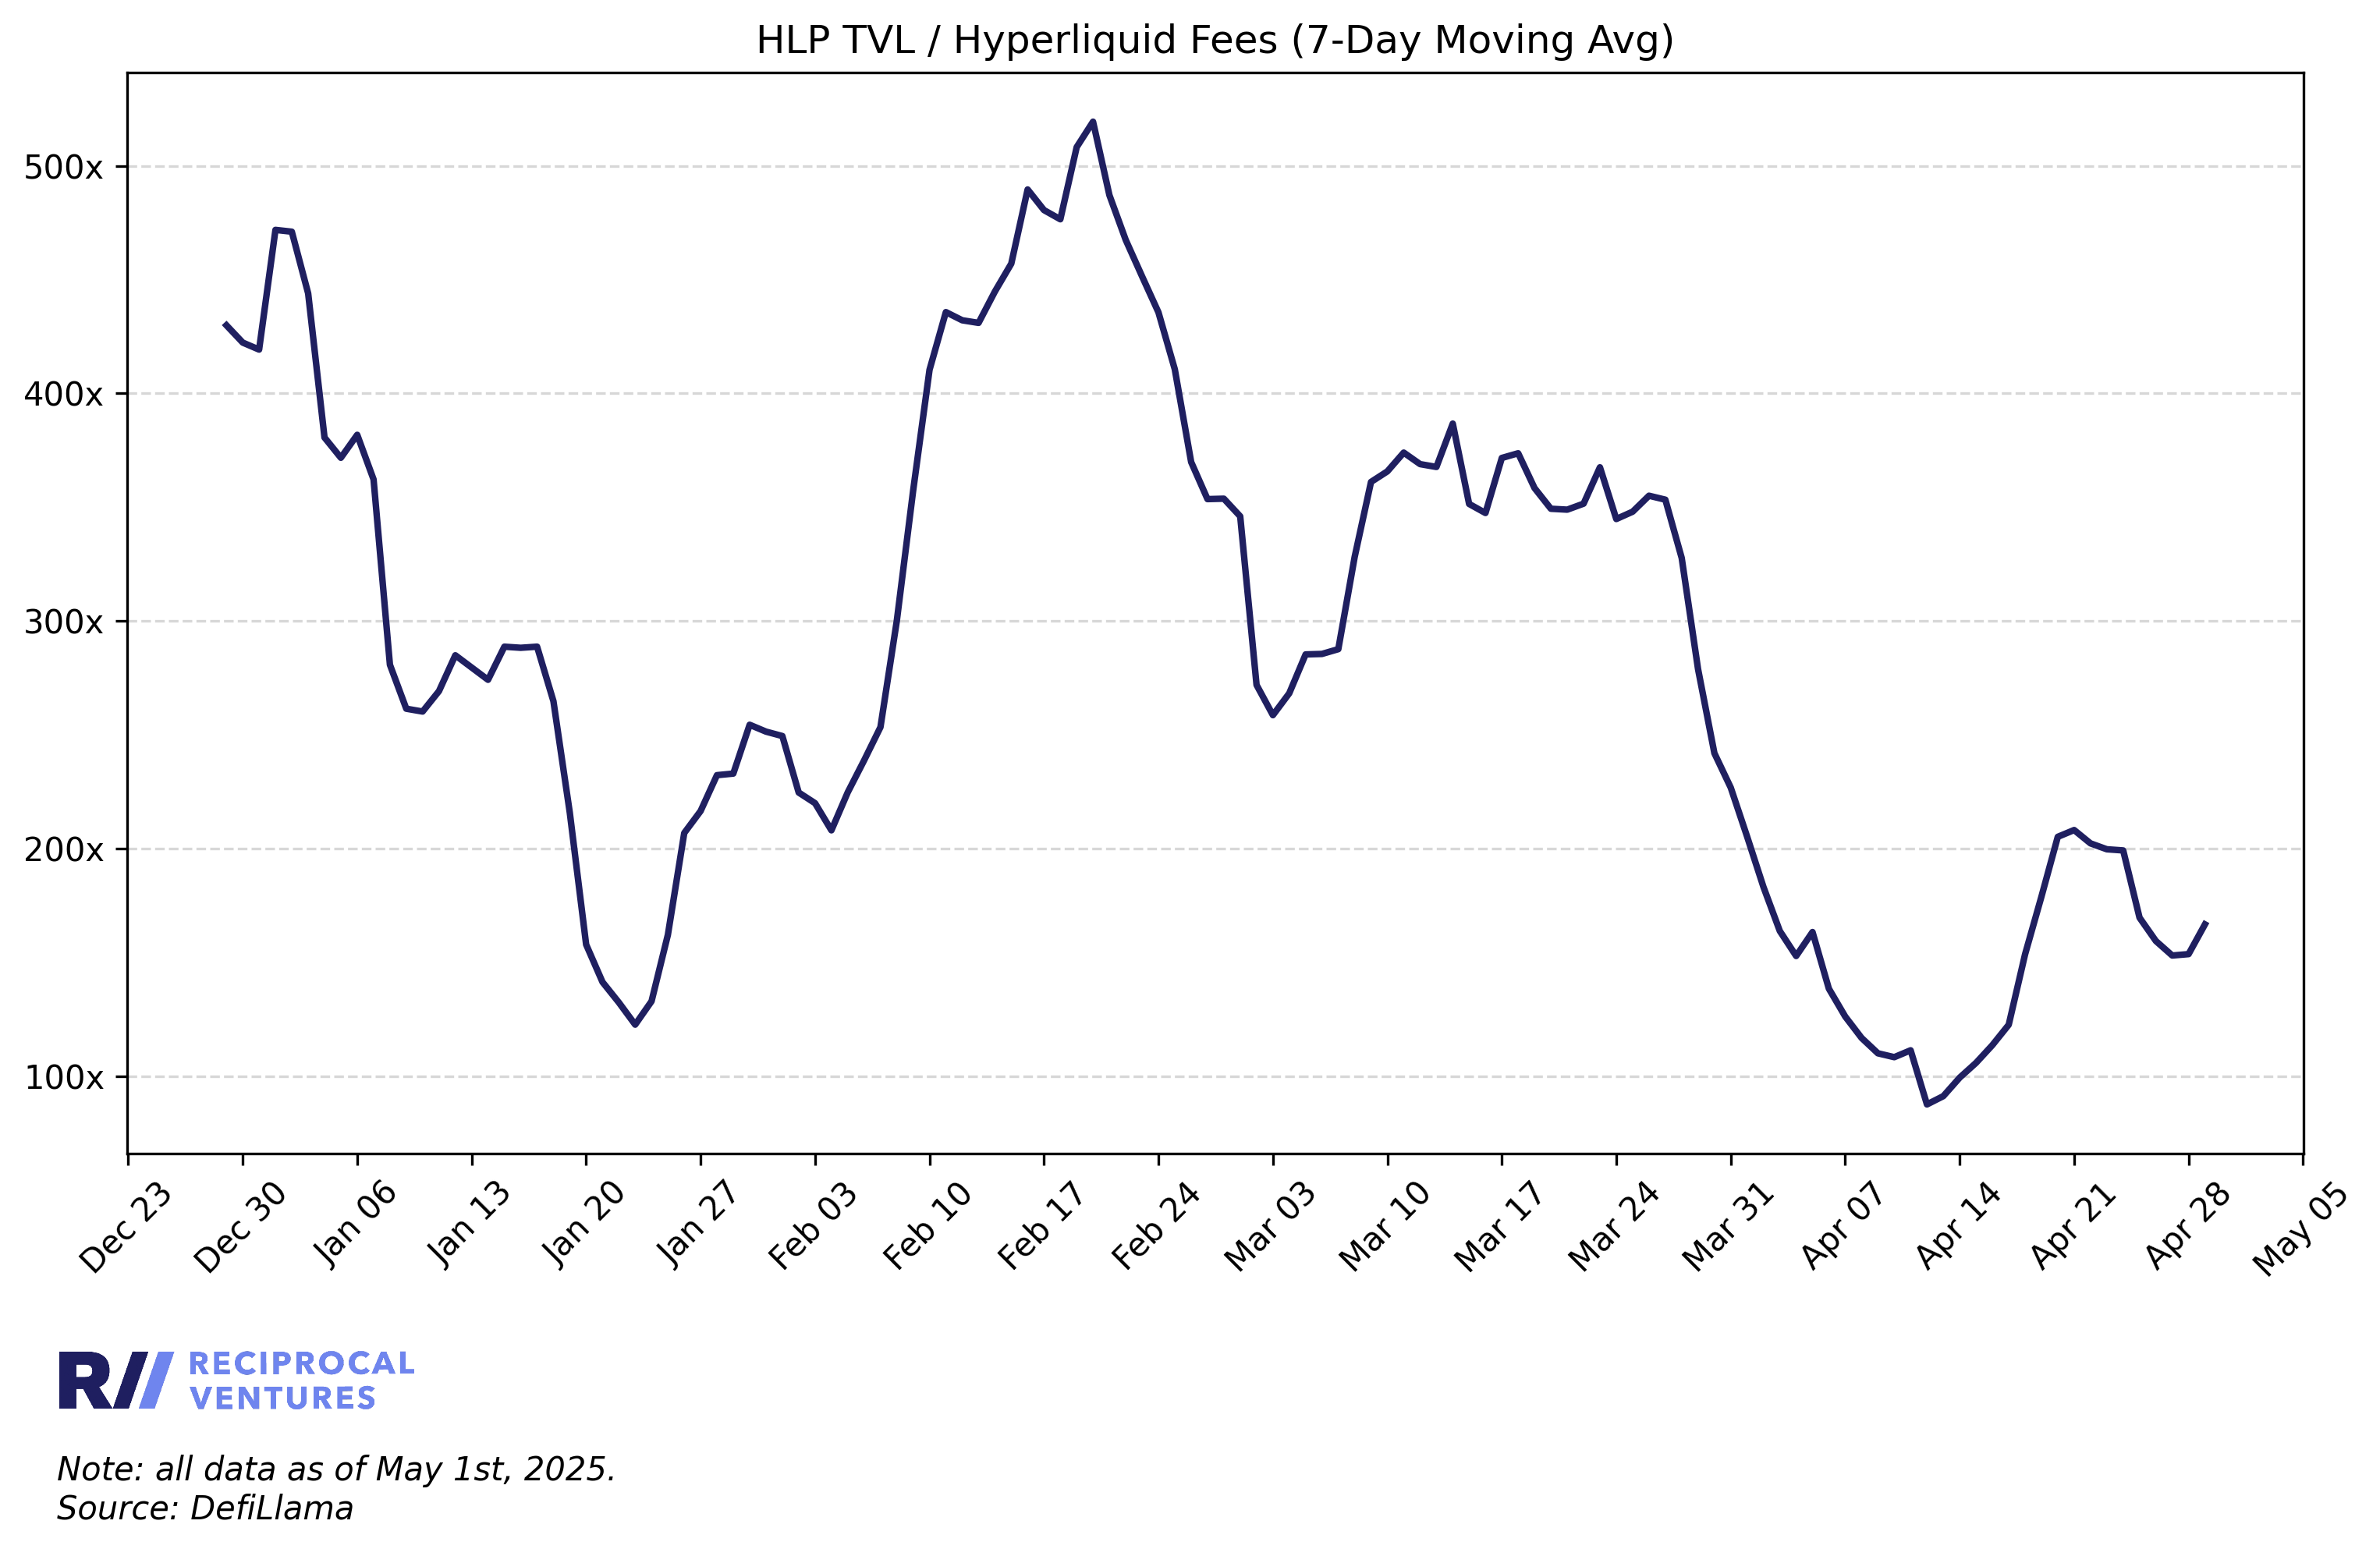 HLP TVL / Hyperliquid Fees (7-Day Moving Avg)
500x
400x
300x
200x
100x
Dec 23
Dec 30
Jan 06
Jan 13
Jan 20
Jan 27
Feb 03
Feb 10
Feb 17
Feb 24
Mar 03
Mar 10
Mar 17
Mar 24
Mar 31
Apr 07
Apr 14
Apr 21
Apr 28
May 05
R
RECIPROCAL
VENTURES
Note: all data as of May 1st, 2025.
Source: DefiLlama